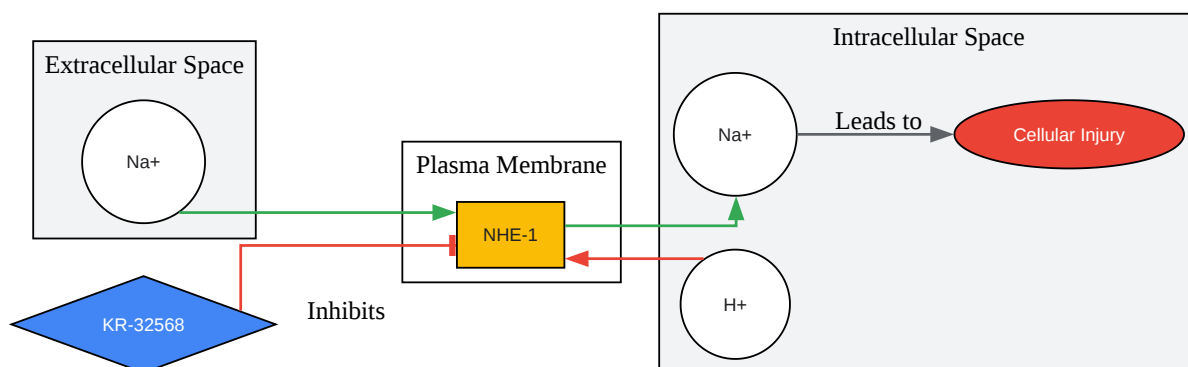 Extracellular Space
Na+
KR-32568
Inhibits
Plasma Membrane
NHE-1
Intracellular Space
Na+
Leads to
Cellular Injury
H+